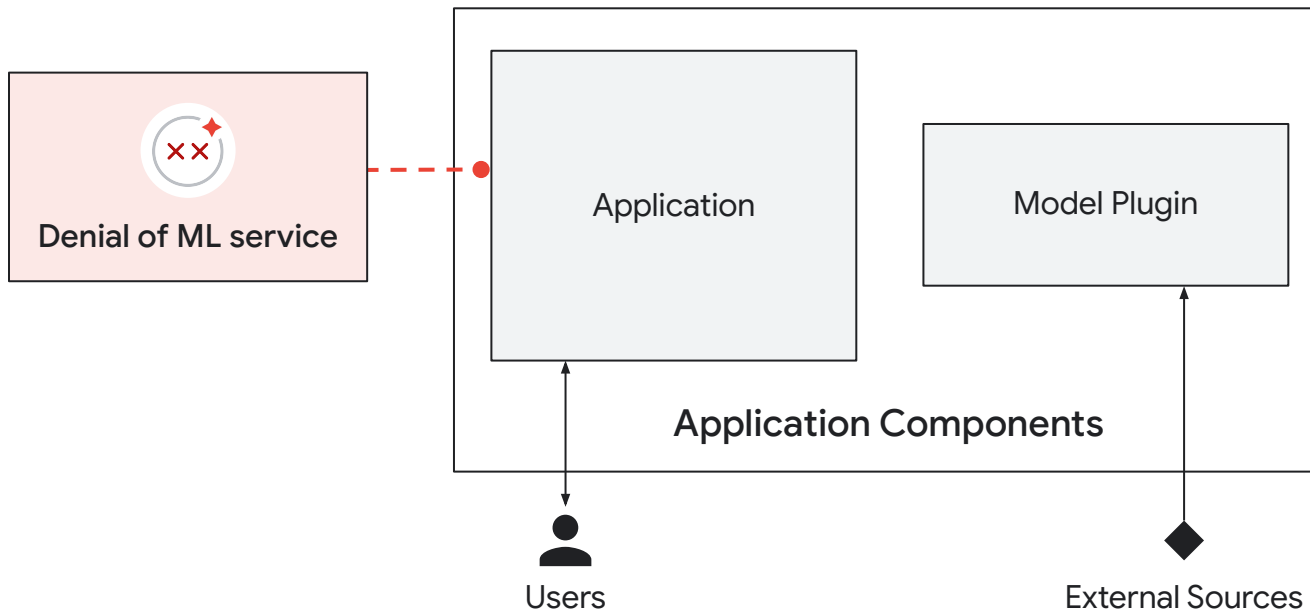 Denial of ML service
Application
Model Plugin
Application Components
Users
External Sources